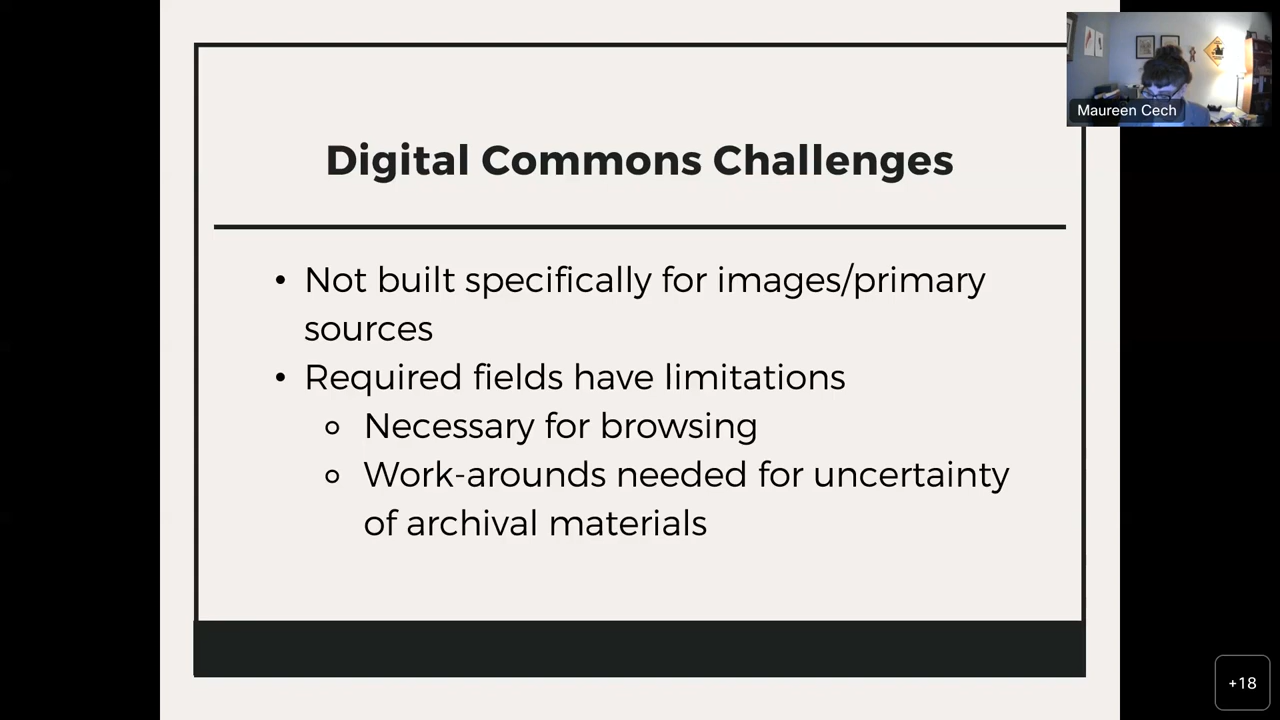 Maureen Cech
Digital Commons Challenges
• Not built specifically for images/primary
sources
• Required fields have limitations
o Necessary for browsing
o Work-arounds needed for uncertainty
of archival materials
+18